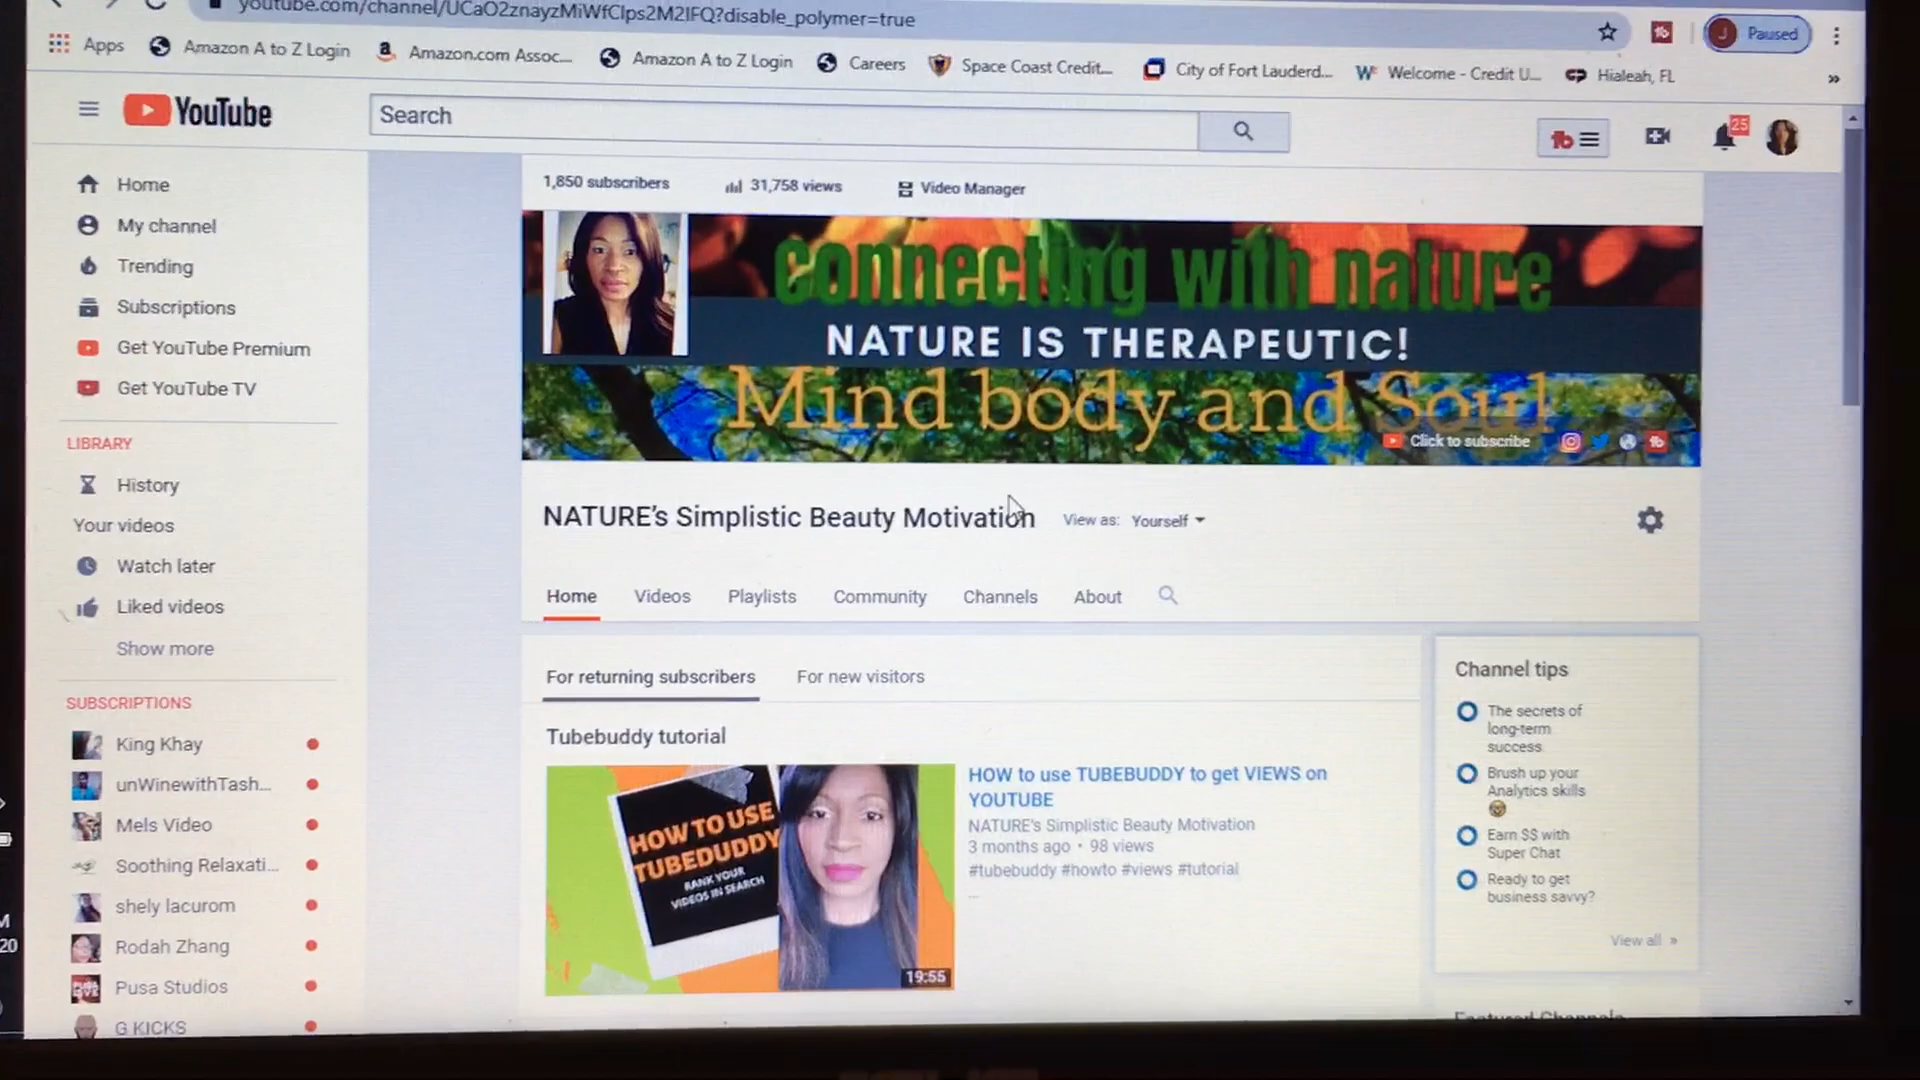 youtube.com/channel/UCaO2znayzMiWfClps2M2IFQ?disable_polymer=true
Paused
Apps
Amazon A to Z Login
Amazon.com Assoc...
Amazon A to Z Login
Careers
Space Coast Credit...
City of Fort Lauderd...
Welcome - Credit U...
Hialeah, FL
YouTube
Search
25
Home
My channel
Trending
Subscriptions
Get YouTube Premium
Get YouTube TV
LIBRARY
History
Your videos
Watch later
Liked videos
Show more
SUBSCRIPTIONS
King Khay
unWinewithTash...
Mels Video
Soothing Relaxati...
shely lacurom
Rodah Zhang
Pusa Studios
G KICKS
1,850 subscribers
31,758 views
Video Manager
connecting with nature
NATURE IS THERAPEUTIC!
Mind body and Soul
Click to subscribe
NATURE's Simplistic Beauty Motivation
View as: Yourself
Home
Videos
Playlists
Community
Channels
About
For returning subscribers
For new visitors
Tubebuddy tutorial
HOW TO USE
TUBEDUDDY
RANK YOUR
VIDEOS IN SEARCH
19:55
HOW to use TUBEBUDDY to get VIEWS on
YOUTUBE
NATURE's Simplistic Beauty Motivation
3 months ago • 98 views
#tubebuddy #howto #views #tutorial
...
Channel tips
The secrets of
long-term
success
Brush up your
Analytics skills
Earn $$ with
Super Chat
Ready to get
business savvy?
View all »